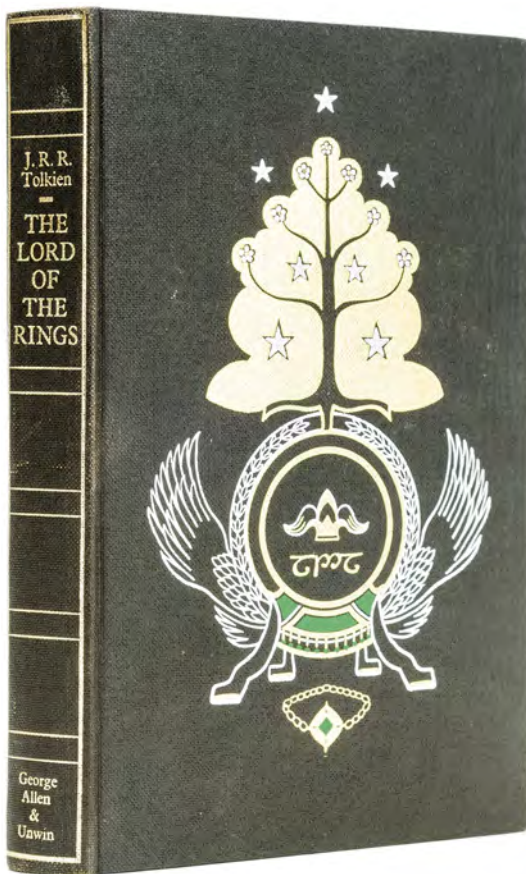 J. R. R.
Tolkien
THE
LORD
OF
THE
RINGS
George
Allen
&
Unwin